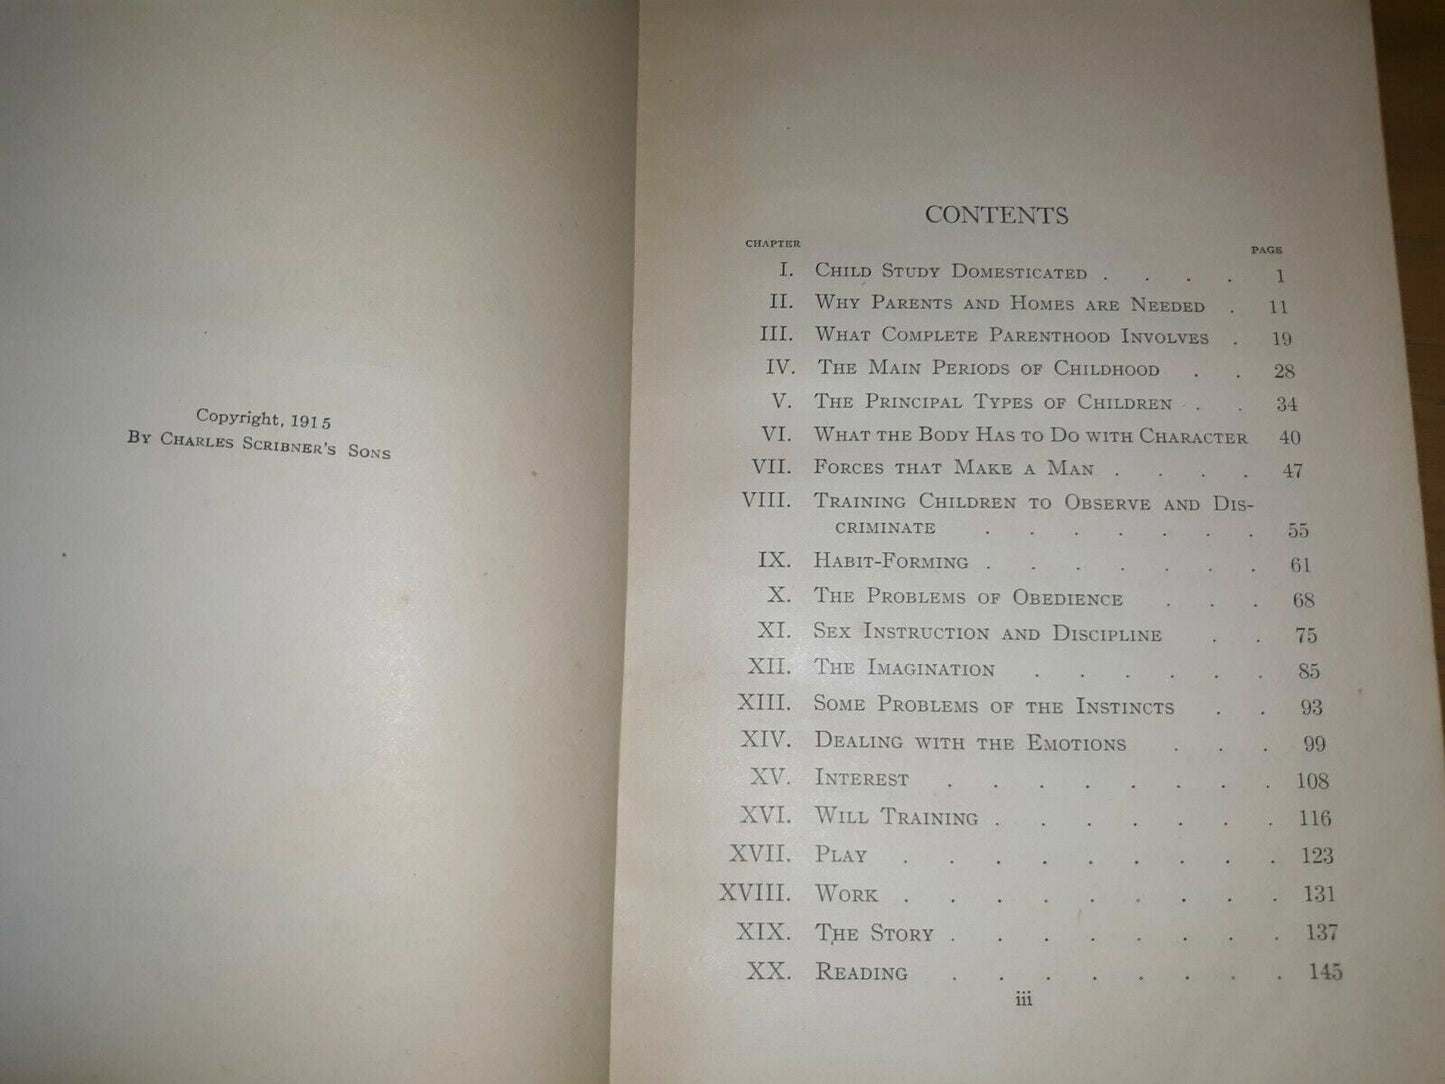 Copyright, 1915
By Charles Scribner's Sons
CONTENTS
CHAPTER PAGE
I. Child Study Domesticated . . . . 1
II. Why Parents and Homes are Needed . 11
III. What Complete Parenthood Involves . 19
IV. The Main Periods of Childhood . . 28
V. The Principal Types of Children . . 34
VI. What the Body Has to Do with Character 40
VII. Forces that Make a Man . . . . 47
VIII. Training Children to Observe and Dis-
criminate . . . . . . . 55
IX. Habit-Forming . . . . . . . 61
X. The Problems of Obedience . . . 68
XI. Sex Instruction and Discipline . . 75
XII. The Imagination . . . . . . 85
XIII. Some Problems of the Instincts . . 93
XIV. Dealing with the Emotions . . . 99
XV. Interest . . . . . . . . 108
XVI. Will Training . . . . . . . 116
XVII. Play . . . . . . . . . 123
XVIII. Work . . . . . . . . . 131
XIX. The Story . . . . . . . . 137
XX. Reading . . . . . . . . 145
iii